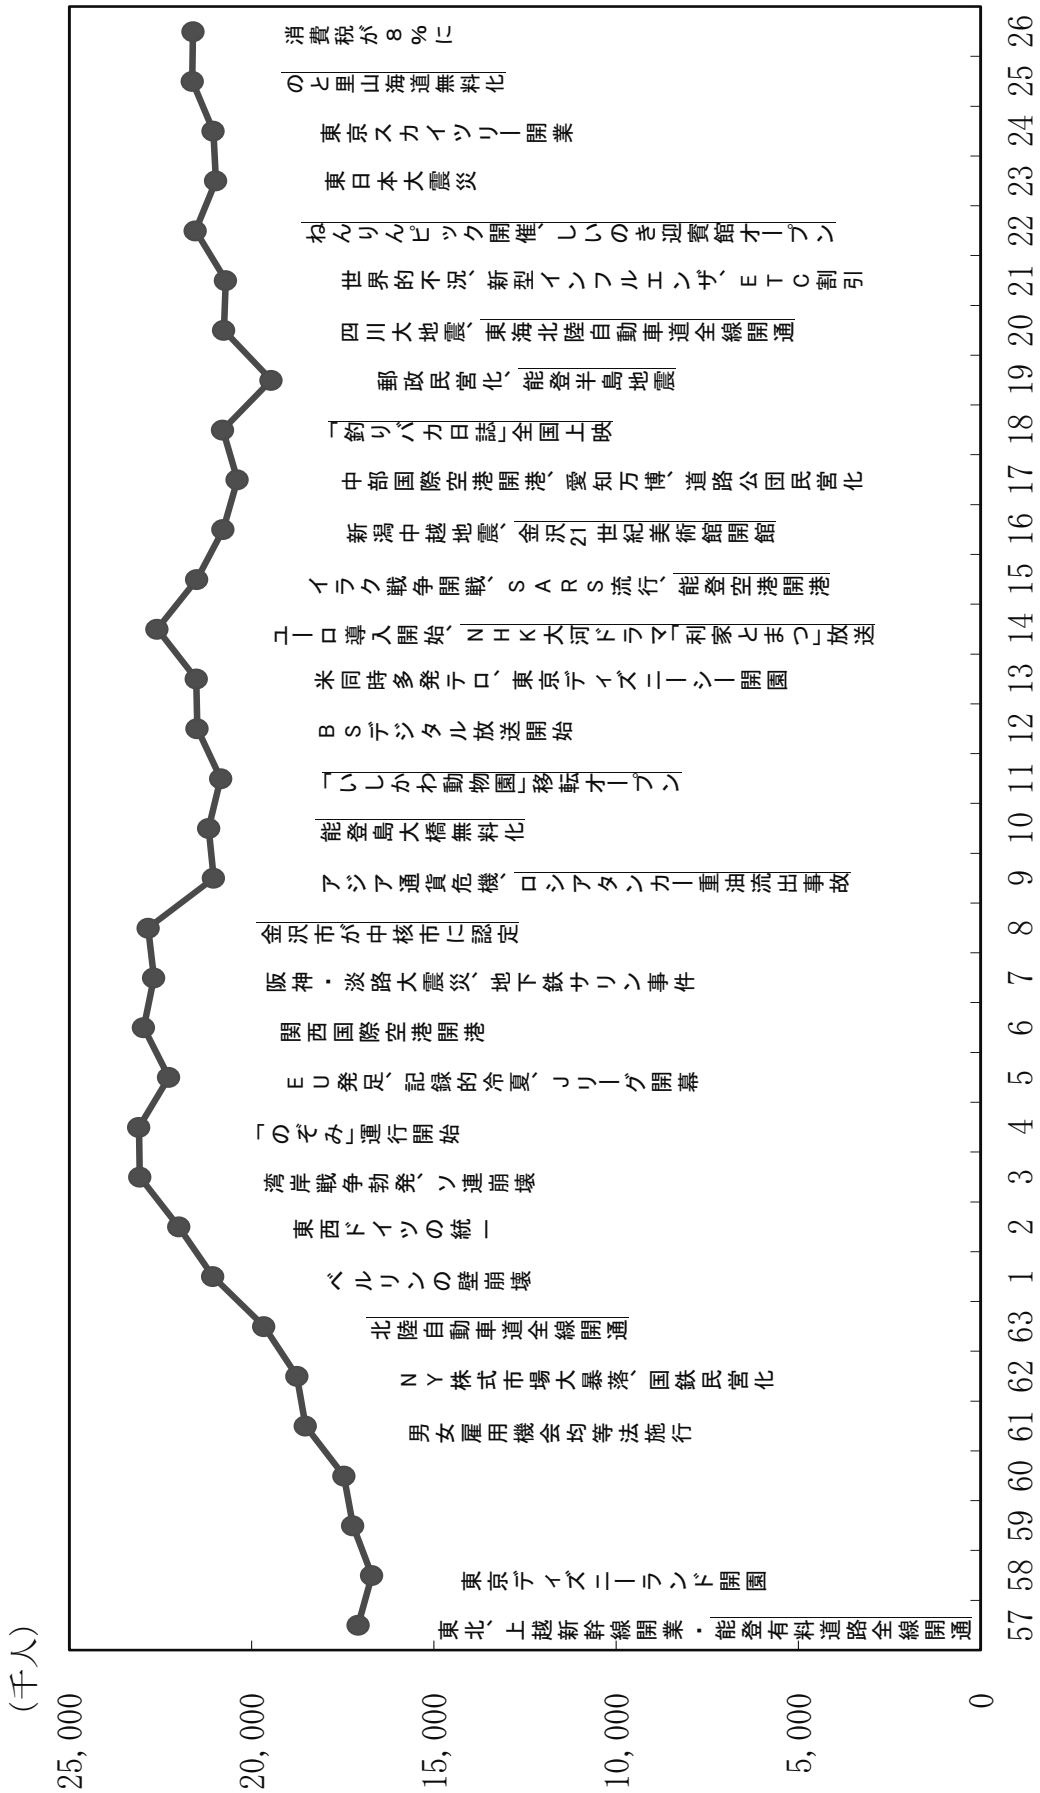 (千人)
25,000
20,000
15,000
10,000
5,000
0
東北、上越新幹線開業・能登有料道路全線開通
東京ディズニーランド開園
男女雇用機会均等法施行
NY株式市場大暴落、国鉄民営化
北陸自動車道全線開通
ベルリンの壁崩壊
東西ドイツの統一
湾岸戦争勃発、ソ連崩壊
「のぞみ」運行開始
EU発足、記録的冷夏、Jリーグ開幕
関西国際空港開港
阪神・淡路大震災、地下鉄サリン事件
金沢市が中核市に認定
アジア通貨危機、ロシアタンカー重油流出事故
能登島大橋無料化
「いしかわ動物園」移転オープン
BSデジタル放送開始
米同時多発テロ、東京ディズニーシー開園
ユーロ導入開始、NHK大河ドラマ「利家とまつ」放送
イラク戦争開戦、SARS流行、能登空港開港
新潟中越地震、金沢21世紀美術館開館
中部国際空港開港、愛知万博、道路公団民営化
「釣りバカ日誌」全国上映
郵政民営化、能登半島地震
四川大地震、東海北陸自動車道全線開通
世界的不況、新型インフルエンザ、ETC割引
ねんりんピック開催、しいのき迎賓館オープン
東日本大震災
東京スカイツリー開業
のと里山海道無料化
消費税が8%に
57 58 59 60 61 62 63 1 2 3 4 5 6 7 8 9 10 11 12 13 14 15 16 17 18 19 20 21 22 23 24 25 26